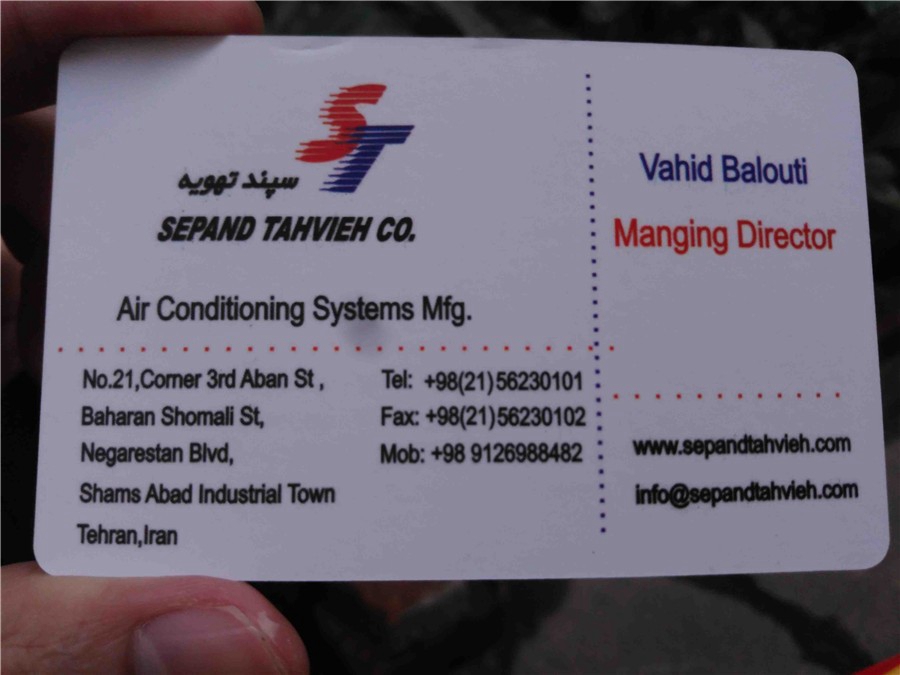 ST
سپند تهویه
SEPAND TAHVIEH CO.
Air Conditioning Systems Mfg.
No.21,Corner 3rd Aban St ,
Baharan Shomali St,
Negarestan Blvd,
Shams Abad Industrial Town
Tehran,Iran
Tel: +98(21)56230101
Fax: +98(21)56230102
Mob: +98 9126988482
Vahid Balouti
Manging Director
www.sepandtahvieh.com
info@sepandtahvieh.com